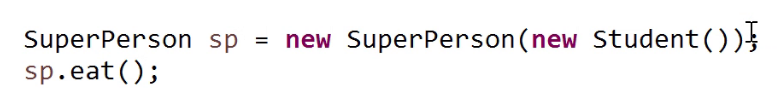 SuperPerson sp = new SuperPerson(new Student());
sp.eat();